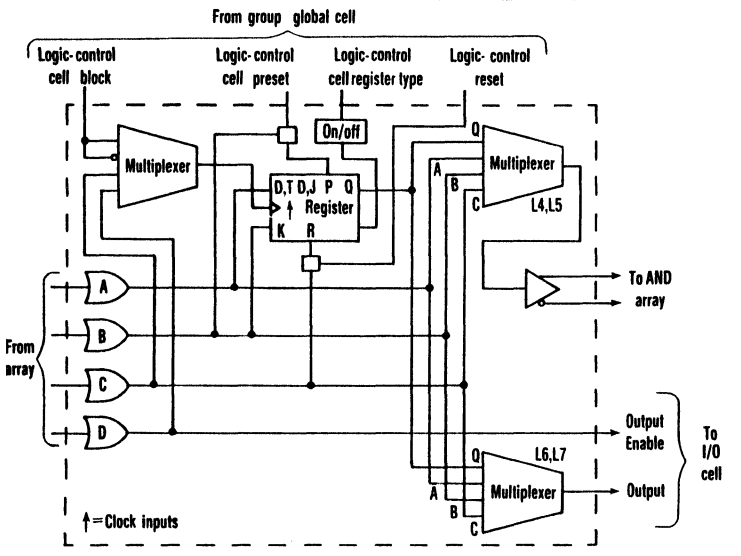 From group global cell
Logic-control
cell block
Logic-control
cell preset
Logic-control
cell register type
Logic-control
reset
On/off
Multiplexer
D,T D,J P Q
Register
K R
Q
A
B
C
Multiplexer
L4,L5
From
array
A
B
C
D
To AND
array
Output
Enable
Output
To
I/O
cell
Q
A
B
C
L6,L7
Multiplexer
↑=Clock inputs